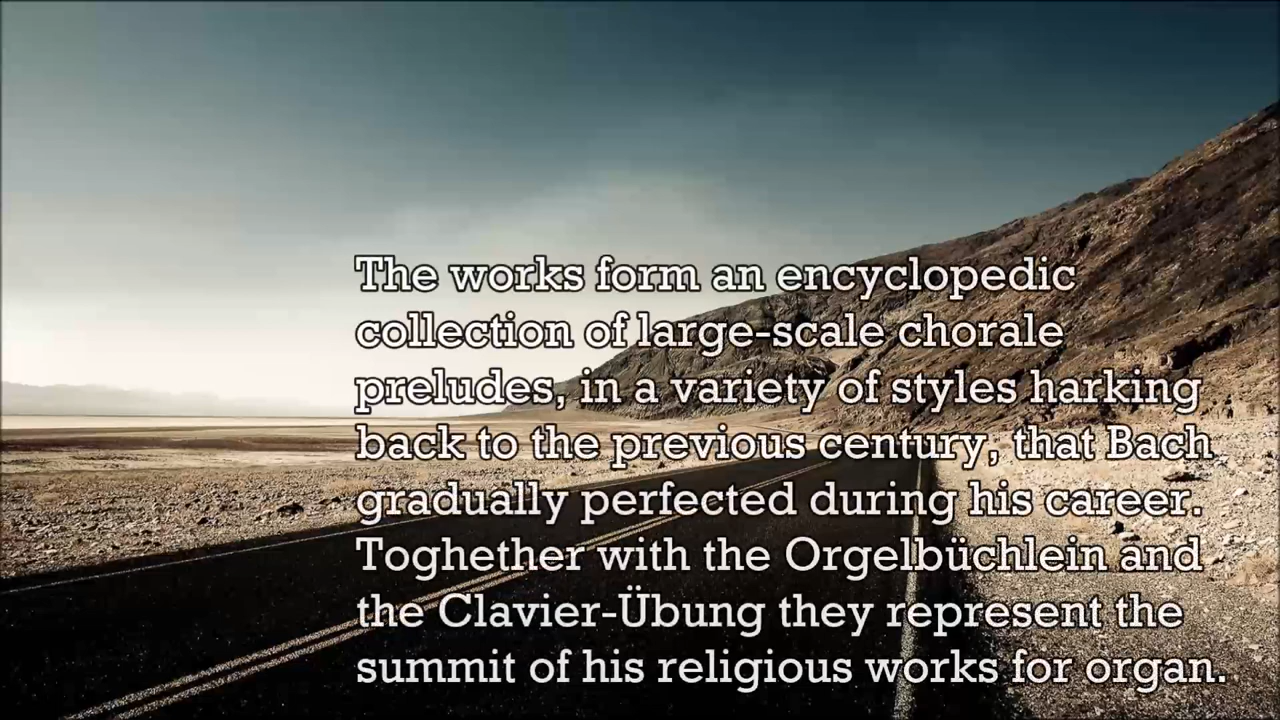 The works form an encyclopedic
collection of large-scale chorale
preludes, in a variety of styles harking
back to the previous century, that Bach
gradually perfected during his career.
Toghether with the Orgelbüchlein and
the Clavier-Übung they represent the
summit of his religious works for organ.